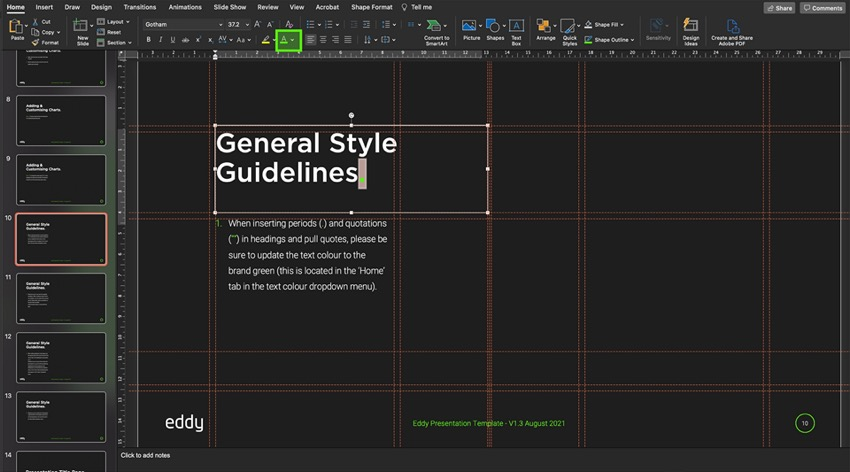 Home Insert Draw Design Transitions Animations Slide Show Review View Acrobat Shape Format Tell me Share Comments
Paste
Cut
Copy
Format
New
Slide
Layout
Reset
Section
Gotham 37.2
B I U
Convert to
SmartArt
Picture Shapes Text
Box
Arrange Quick
Styles
Shape Fill
Shape Outline
Sensitivity
Design
Ideas
Create and Share
Adobe PDF
8
Adding &
Customising Charts.
9
Adding &
Customising Charts.
10
General Style
Guidelines.
11
General Style
Guidelines.
12
General Style
Guidelines.
13
General Style
Guidelines.
14
Presentation Title Page
General Style
Guidelines.
1. When inserting periods (.) and quotations
("") in headings and pull quotes, please be
sure to update the text colour to the
brand green (this is located in the 'Home'
tab in the text colour dropdown menu).
eddy
Eddy Presentation Template - V1.3 August 2021
10
Click to add notes